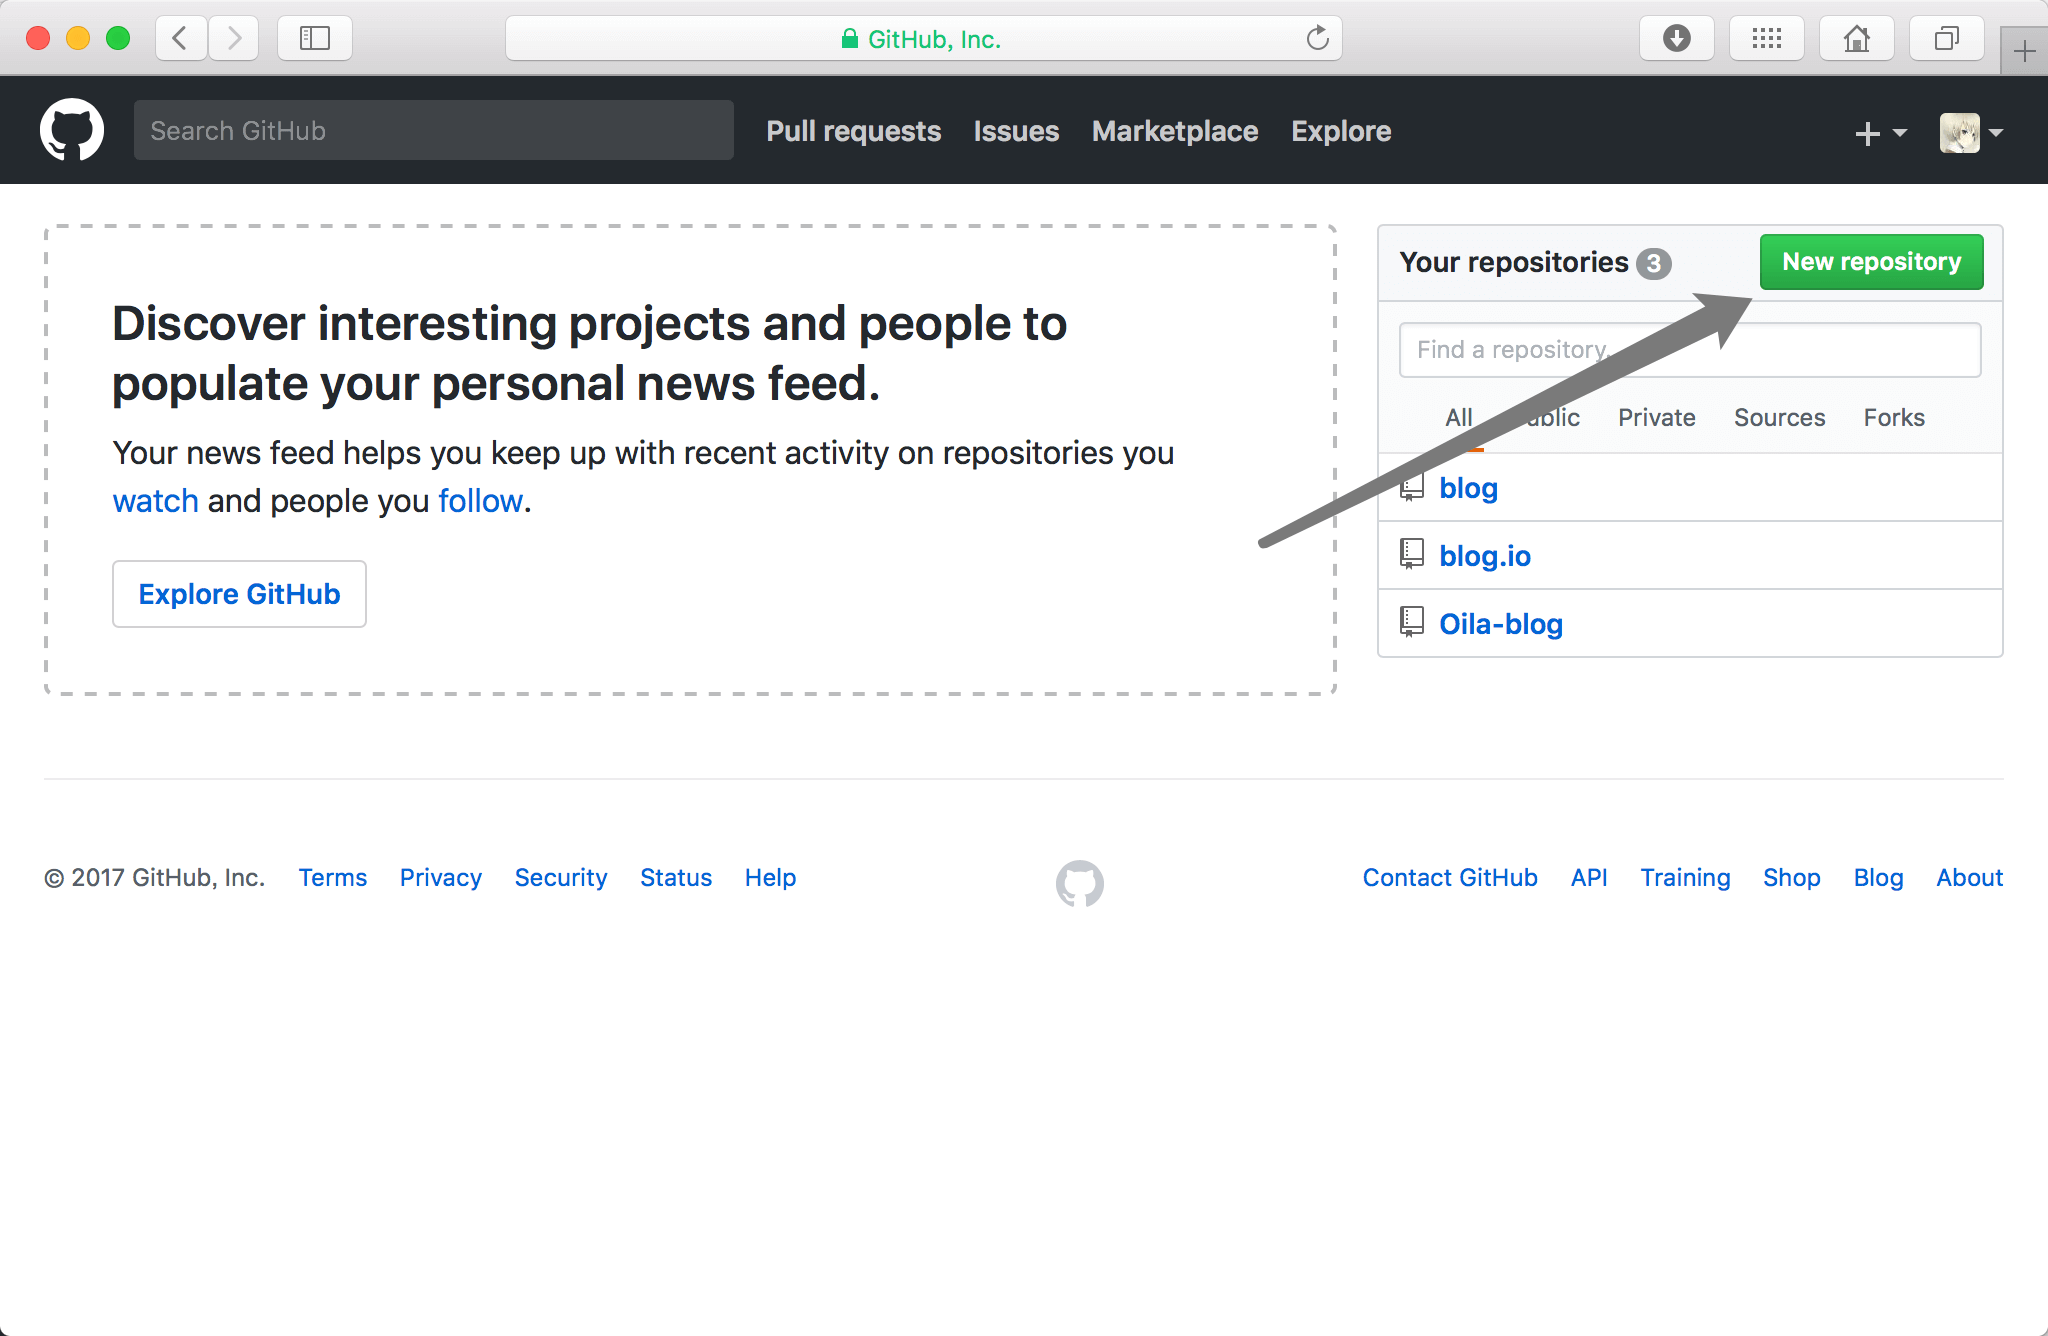 GitHub, Inc.
Search GitHub
Pull requests Issues Marketplace Explore
Discover interesting projects and people to
populate your personal news feed.
Your news feed helps you keep up with recent activity on repositories you
watch and people you follow.
Explore GitHub
Your repositories 3 New repository
Find a repository
All Public Private Sources Forks
blog
blog.io
Oila-blog
© 2017 GitHub, Inc. Terms Privacy Security Status Help
Contact GitHub API Training Shop Blog About